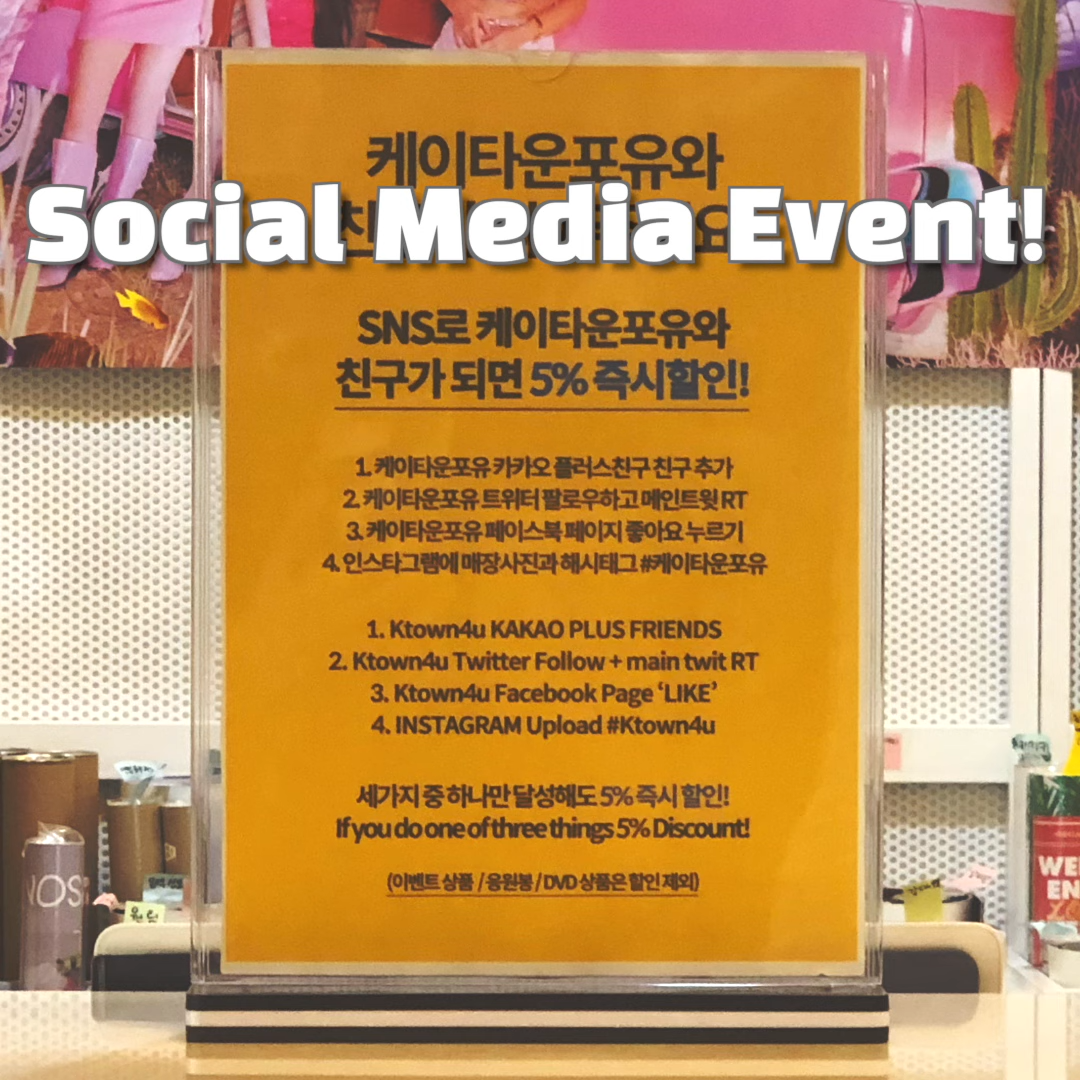 케이타운포유와
Social Media Event!
SNS로 케이타운포유와
친구가 되면 5% 즉시할인!
1. 케이타운포유 카카오 플러스친구 친구 추가
2. 케이타운포유 트위터 팔로우하고 메인트윗 RT
3. 케이타운포유 페이스북 페이지 좋아요 누르기
4. 인스타그램에 매장사진과 해시태그 #케이타운포유
1. Ktown4u KAKAO PLUS FRIENDS
2. Ktown4u Twitter Follow + main twit RT
3. Ktown4u Facebook Page ‘LIKE’
4. INSTAGRAM Upload #Ktown4u
세가지 중 하나만 달성해도 5% 즉시 할인!
If you do one of three things 5% Discount!
(이벤트 상품 / 응원봉 / DVD 상품은 할인 제외)